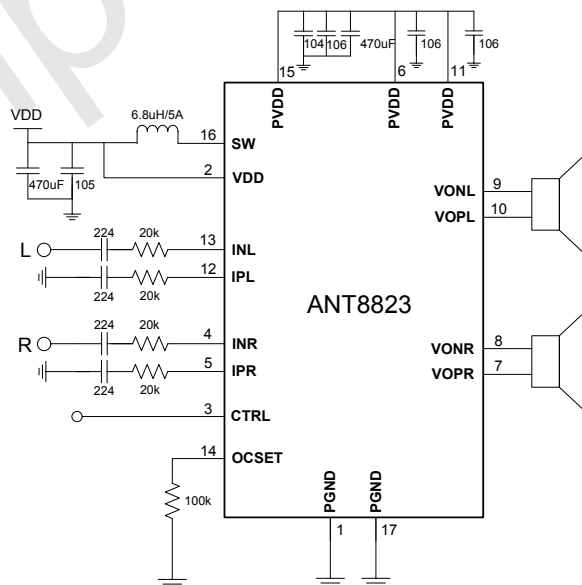 104 106 470uF 106 106
15 6 11
PVDD PVDD PVDD
VDD
6.8uH/5A
16 SW
2 VDD
470uF 105
VONL 9
VOPL 10
L 224 20k 13 INL
224 20k 12 IPL
ANT8823
R 224 20k 4 INR
224 20k 5 IPR
VONR 8
VOPR 7
3 CTRL
14 OCSET
100k
PGND PGND
1 17